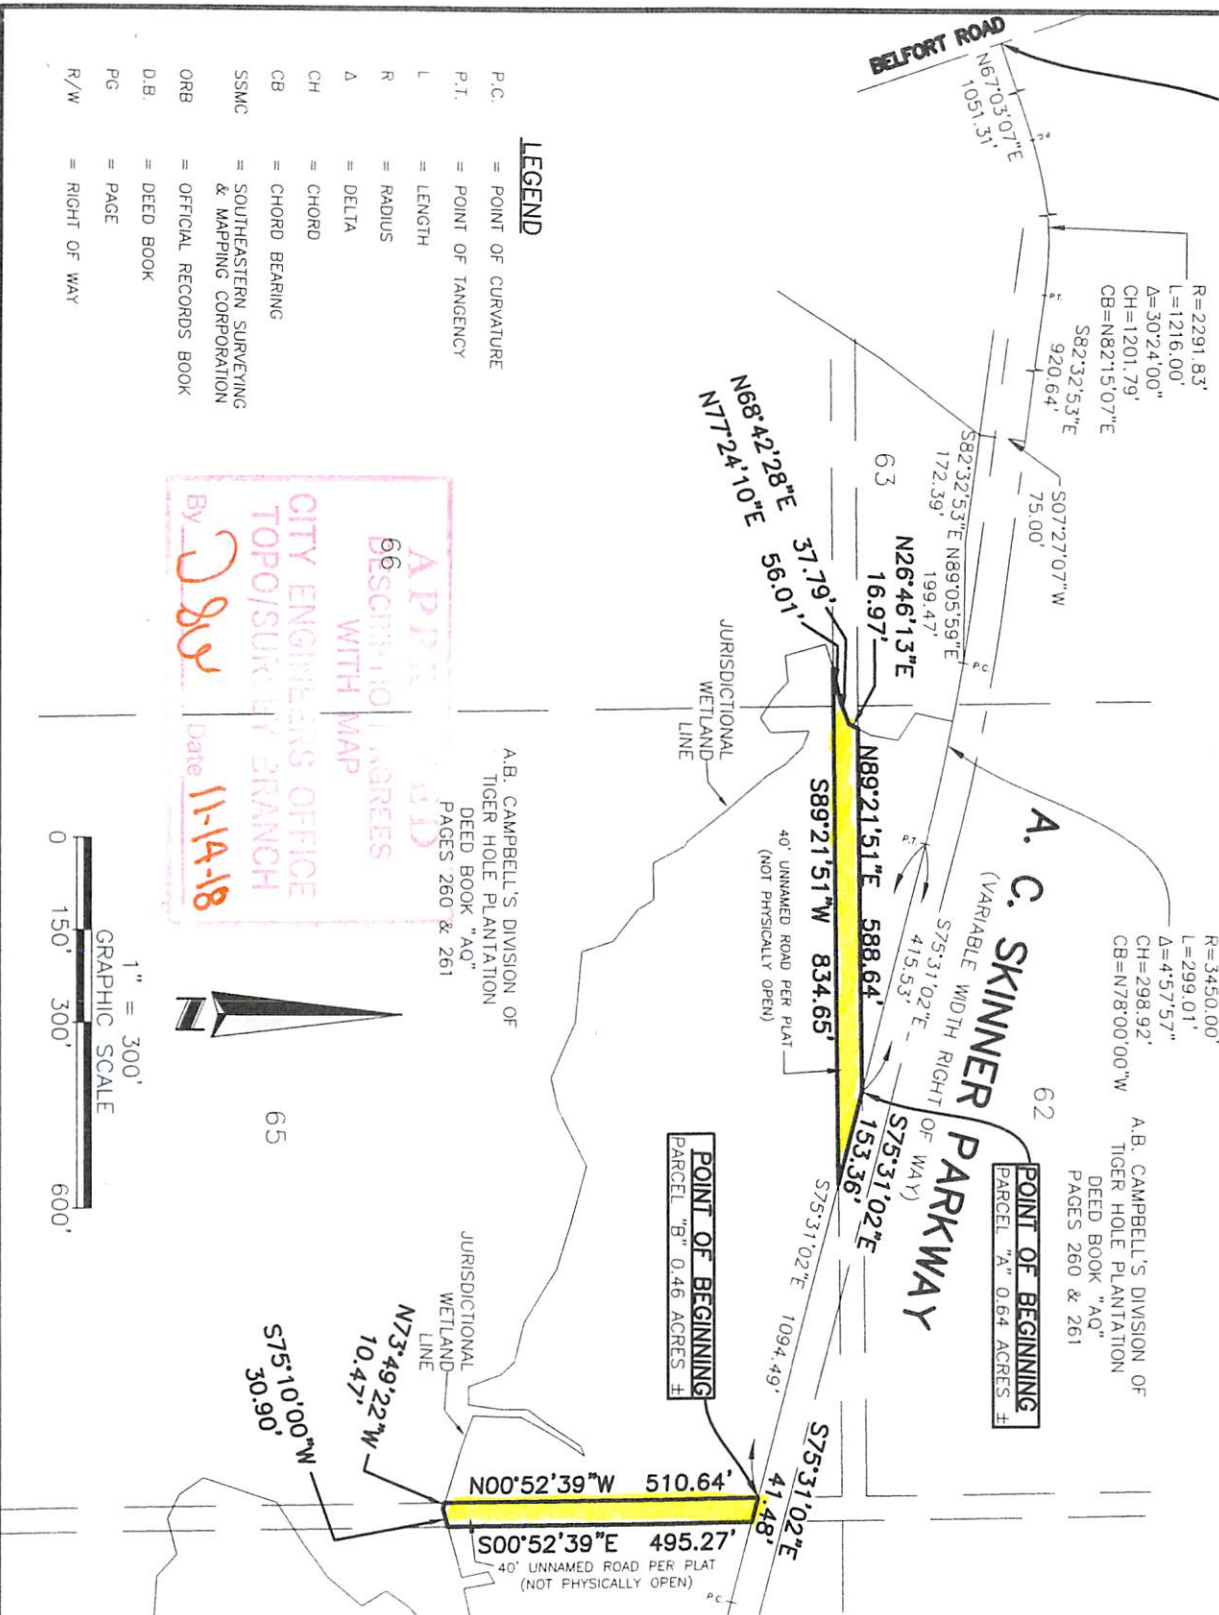 BELFORT ROAD
N67°03'07"E
1051.31'
P.C.
R=2291.83'
L=1216.00'
Δ=30°24'00"
CH=1201.79'
CB=N82°15'07"E
P.T.
S82°32'53"E
920.64'
S07°27'07"W
75.00'
S82°32'53"E
172.39'
N89°05'59"E
199.47'
P.C.
63
N26°46'13"E
16.97'
N68°42'28"E 37.79'
N77°24'10"E 56.01'
R=3450.00'
L=299.01'
Δ=4°57'57"
CH=298.92'
CB=N78°00'00"W
A.B. CAMPBELL'S DIVISION OF
TIGER HOLE PLANTATION
DEED BOOK "AQ"
PAGES 260 & 261
62
A. C. SKINNER PARKWAY
(VARIABLE WIDTH RIGHT OF WAY)
P.T.
S75°31'02"E
415.53'
POINT OF BEGINNING
PARCEL "A" 0.64 ACRES ±
N89°21'51"E 588.64'
S89°21'51"W 834.65'
40' UNNAMED ROAD PER PLAT
(NOT PHYSICALLY OPEN)
S75°31'02"E
153.36'
S75°31'02"E 1094.49'
POINT OF BEGINNING
PARCEL "B" 0.46 ACRES ±
S75°31'02"E
41.48'
N00°52'39"W 510.64'
S00°52'39"E 495.27'
40' UNNAMED ROAD PER PLAT
(NOT PHYSICALLY OPEN)
P.C.
JURISDICTIONAL
WETLAND
LINE
JURISDICTIONAL
WETLAND
LINE
N73°49'22"W
10.47'
S75°10'00"W
30.90'
A.B. CAMPBELL'S DIVISION OF
TIGER HOLE PLANTATION
DEED BOOK "AQ"
PAGES 260 & 261
66
65
LEGEND
P.C. = POINT OF CURVATURE
P.T. = POINT OF TANGENCY
L = LENGTH
R = RADIUS
Δ = DELTA
CH = CHORD
CB = CHORD BEARING
SSMC = SOUTHEASTERN SURVEYING
& MAPPING CORPORATION
ORB = OFFICIAL RECORDS BOOK
D.B. = DEED BOOK
PG = PAGE
R/W = RIGHT OF WAY
APPROVED
DESCRIPTION AGREES
WITH MAP
CITY ENGINEERS OFFICE
TOPO/SURVEY BRANCH
By Date 11-14-18
N
1" = 300'
GRAPHIC SCALE
0 150' 300' 600'